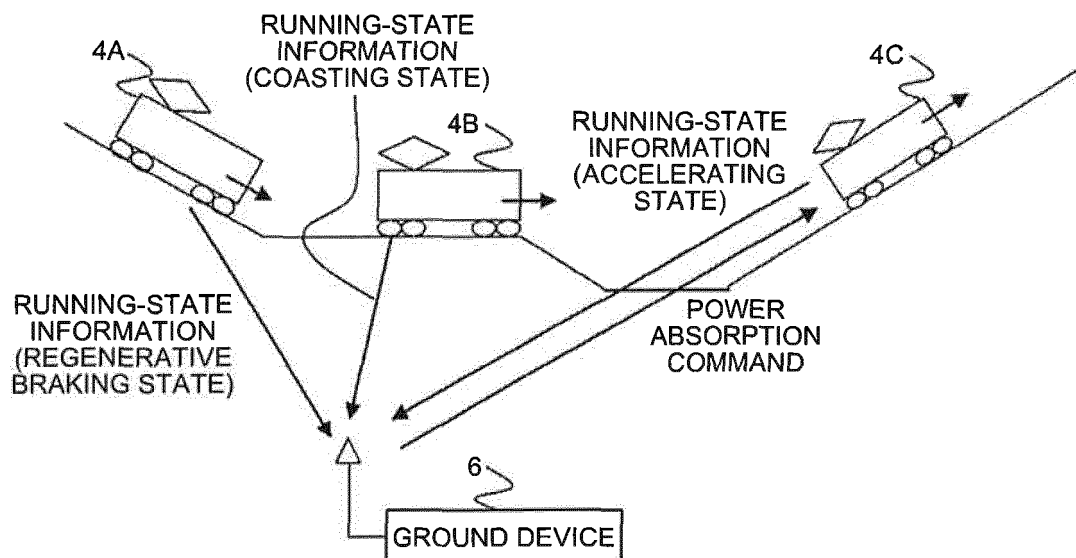 RUNNING-STATE
INFORMATION
(COASTING STATE)
4A
4B
RUNNING-STATE
INFORMATION
(ACCELERATING
STATE)
4C
RUNNING-STATE
INFORMATION
(REGENERATIVE
BRAKING STATE)
POWER
ABSORPTION
COMMAND
6
GROUND DEVICE